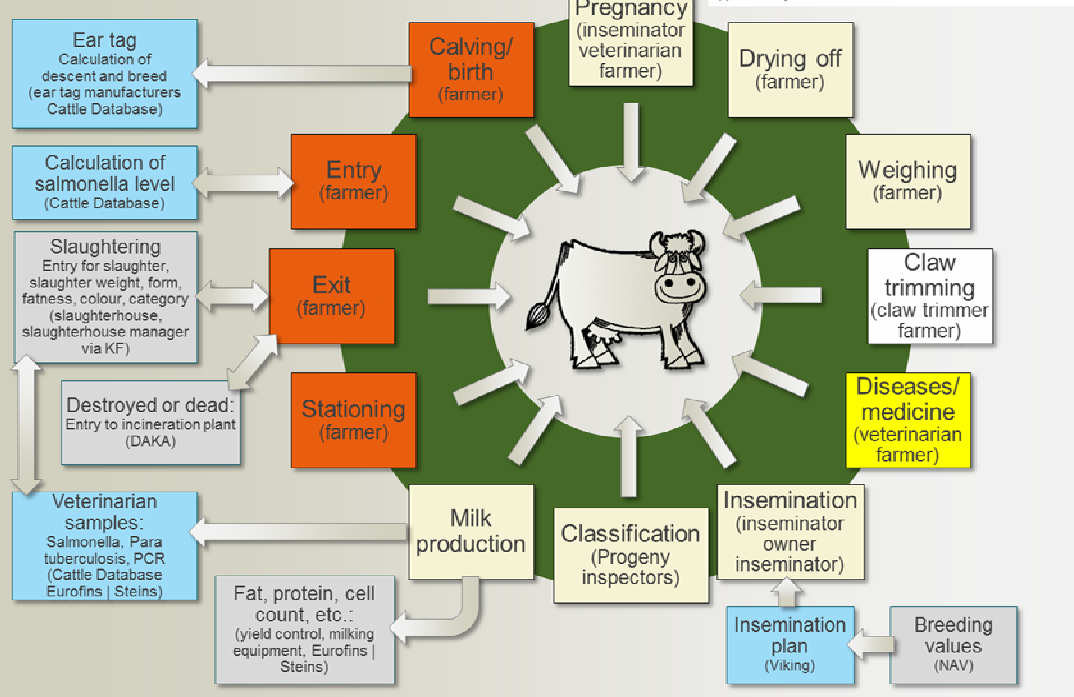 Ear tag
Calculation of
descent and breed
(ear tag manufacturers
Cattle Database)
Calving/
birth
(farmer)
Pregnancy
(inseminator
veterinarian
farmer)
Drying off
(farmer)
Calculation of
salmonella level
(Cattle Database)
Entry
(farmer)
Weighing
(farmer)
Slaughtering
Entry for slaughter,
slaughter weight, form,
fatness, colour, category
(slaughterhouse,
slaughterhouse manager
via KF)
Exit
(farmer)
Claw
trimming
(claw trimmer
farmer)
Destroyed or dead:
Entry to incineration plant
(DAKA)
Stationing
(farmer)
Diseases/
medicine
(veterinarian
farmer)
Veterinarian
samples:
Salmonella, Para
tuberculosis, PCR
(Cattle Database
Eurofins | Steins)
Milk
production
Classification
(Progeny
inspectors)
Insemination
(inseminator
owner
inseminator)
Fat, protein, cell
count, etc.:
(yield control, milking
equipment, Eurofins |
Steins)
Insemination
plan
(Viking)
Breeding
values
(NAV)